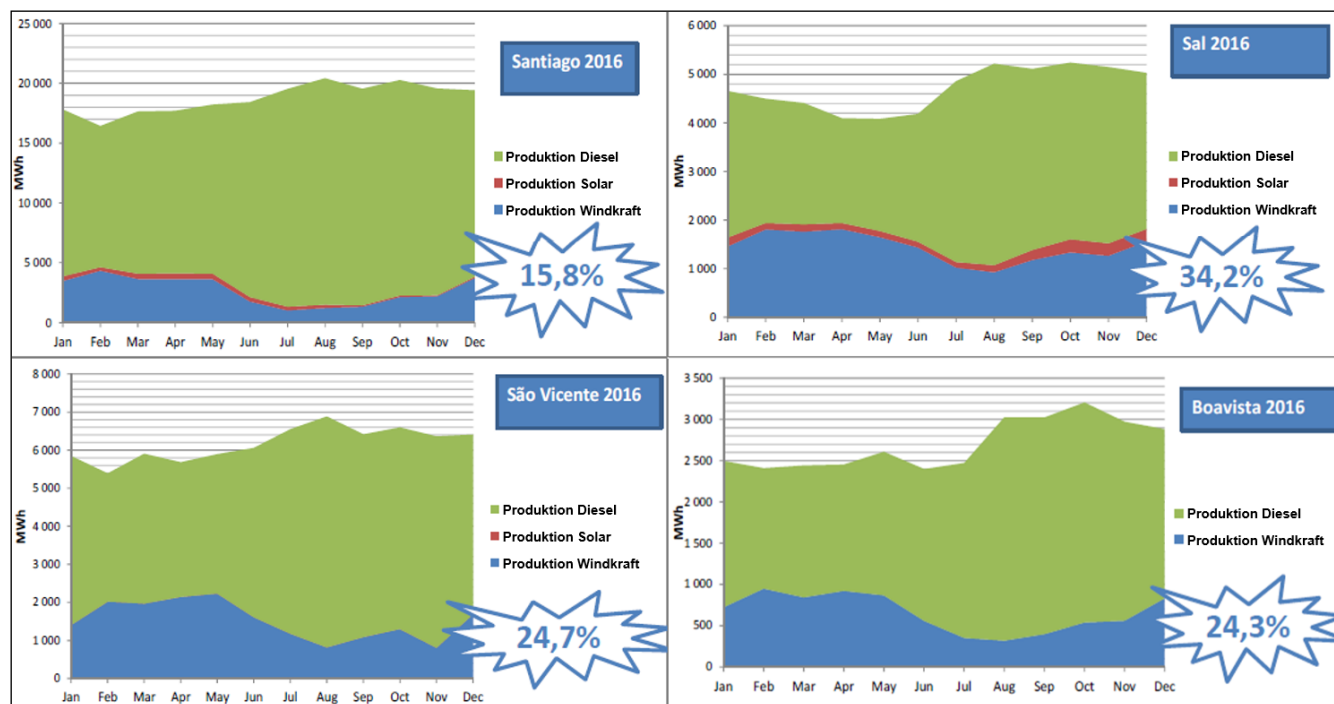 25 000
20 000
15 000
10 000
5 000
0
MWh
Jan Feb Mar Apr May Jun Jul Aug Sep Oct Nov Dec
Santiago 2016
Produktion Diesel
Produktion Solar
Produktion Windkraft
15,8%
6 000
5 000
4 000
3 000
2 000
1 000
0
MWh
Jan Feb Mar Apr May Jun Jul Aug Sep Oct Nov Dec
Sal 2016
Produktion Diesel
Produktion Solar
Produktion Windkraft
34,2%
8 000
7 000
6 000
5 000
4 000
3 000
2 000
1 000
0
MWh
Jan Feb Mar Apr May Jun Jul Aug Sep Oct Nov Dec
São Vicente 2016
Produktion Diesel
Produktion Solar
Produktion Windkraft
24,7%
3 500
3 000
2 500
2 000
1 500
1 000
500
0
MWh
Jan Feb Mar Apr May Jun Jul Aug Sep Oct Nov Dec
Boavista 2016
Produktion Diesel
Produktion Windkraft
24,3%